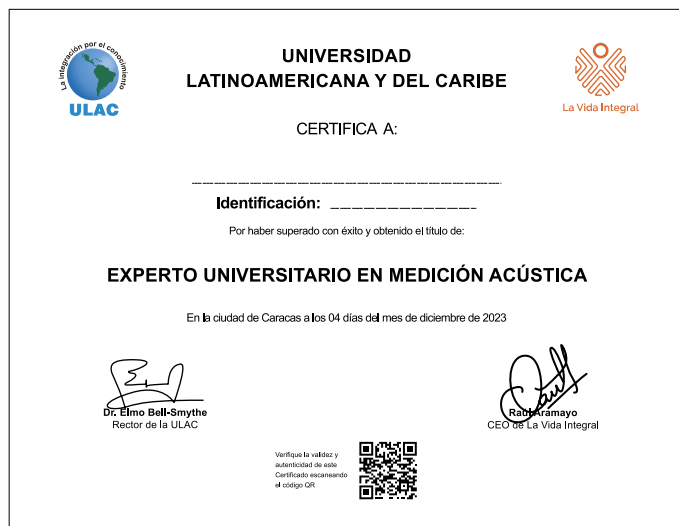 La integración por el conocimiento
ULAC
UNIVERSIDAD
LATINOAMERICANA Y DEL CARIBE
La Vida Integral
CERTIFICA A:
Identificación:
Por haber superado con éxito y obtenido el título de:
EXPERTO UNIVERSITARIO EN MEDICIÓN ACÚSTICA
En la ciudad de Caracas a los 04 días del mes de diciembre de 2023
Dr. Elmo Bell-Smythe
Rector de la ULAC
Raúl Aramayo
CEO de La Vida Integral
Verifique la validez y
autenticidad de este
Certificado escaneando
el código QR